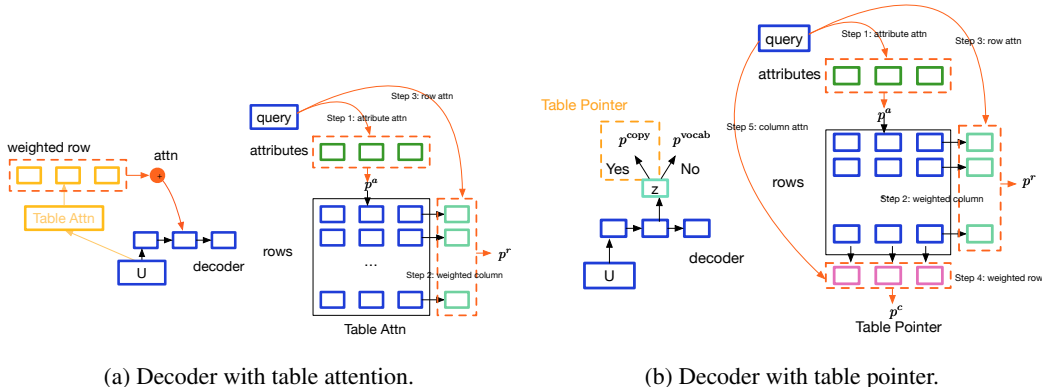 weighted row
attn
+
Table Attn
U
decoder
query
Step 1: attribute attn
Step 3: row attn
attributes
p^a
rows
...
Step 2: weighted column
p^r
Table Attn
(a) Decoder with table attention.
Table Pointer
p^copy
p^vocab
Yes
No
z
U
decoder
query
Step 1: attribute attn
Step 3: row attn
attributes
p^a
Step 5: column attn
rows
Step 2: weighted column
p^r
Step 4: weighted row
p^c
Table Pointer
(b) Decoder with table pointer.